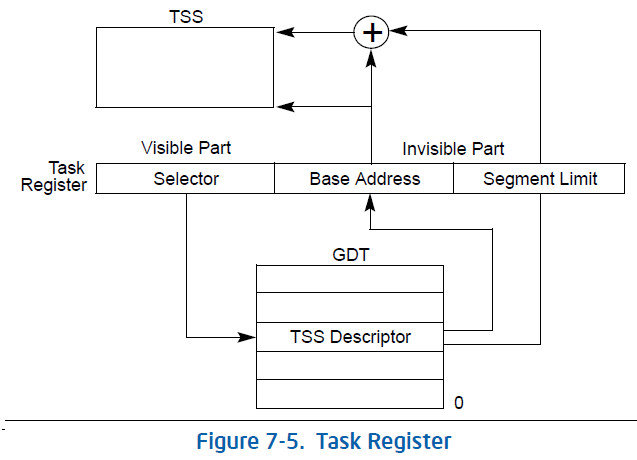 TSS
+
Visible Part
Invisible Part
Task
Register
Selector
Base Address
Segment Limit
GDT
TSS Descriptor
0
Figure 7-5. Task Register